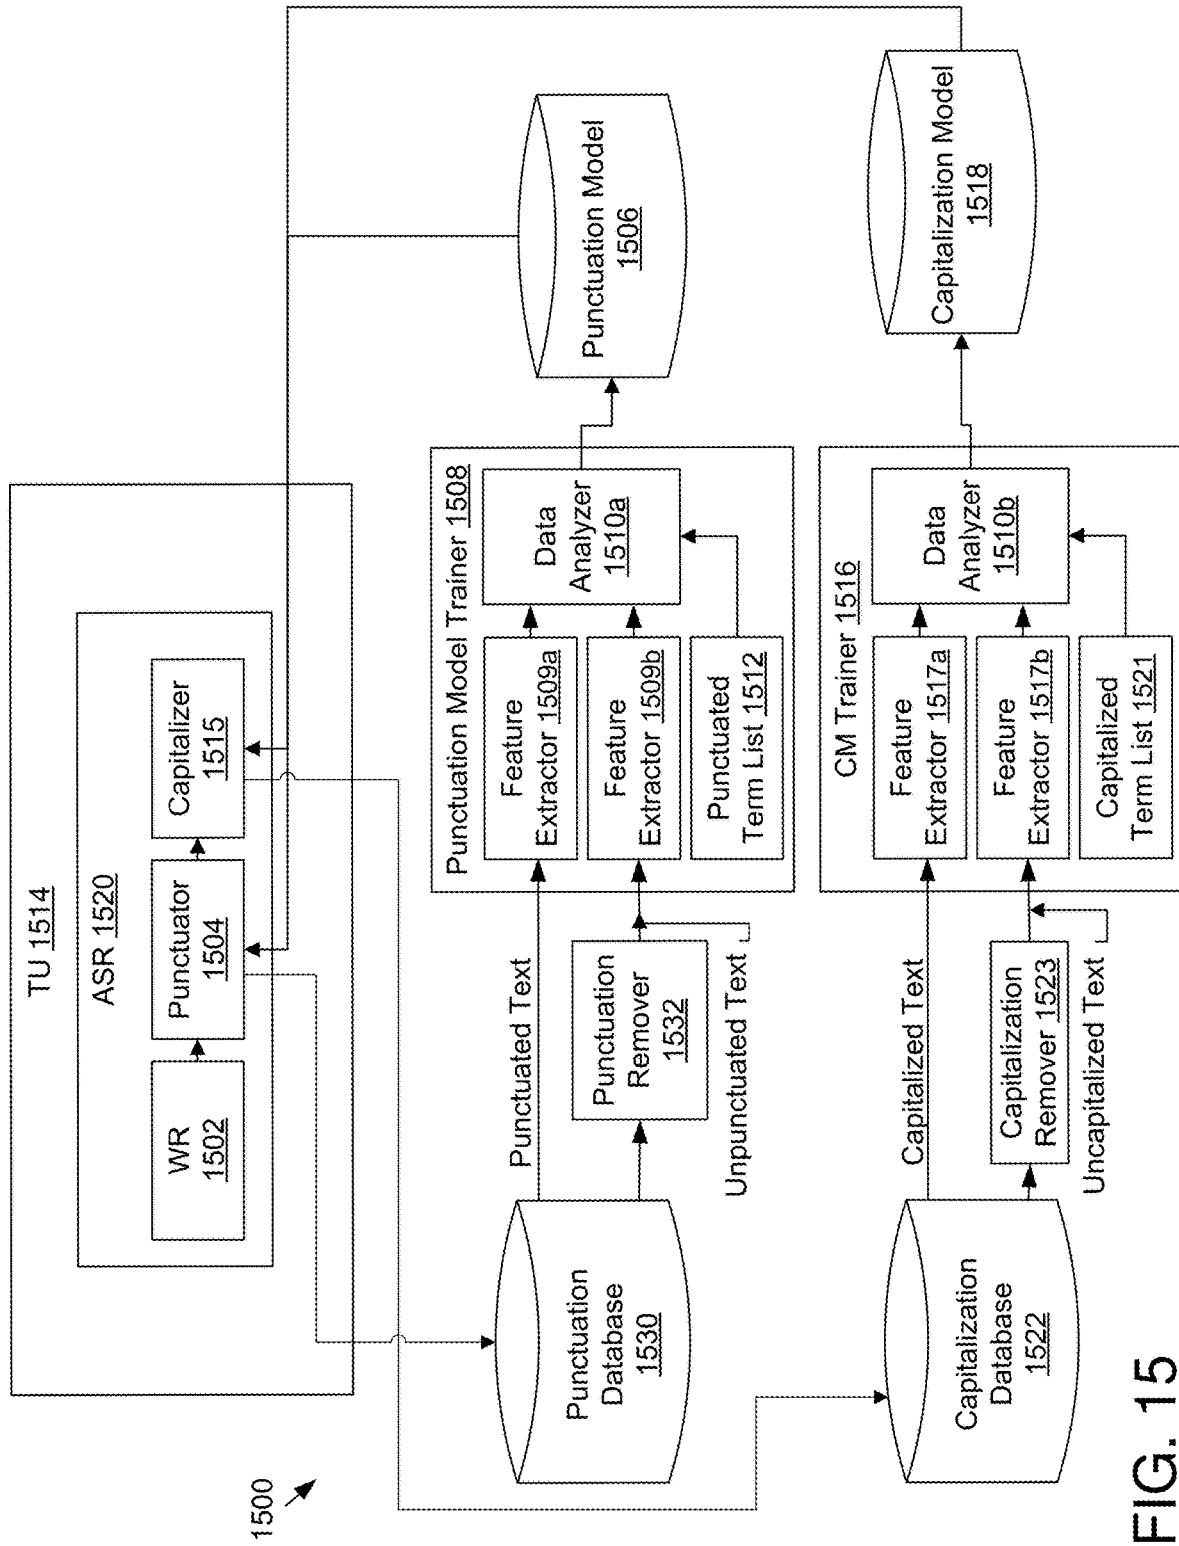 1500
TU 1514
ASR 1520
WR
1502
Punctuator
1504
Capitalizer
1515
Punctuation
Database
1530
Punctuated Text
Punctuation
Remover
1532
Unpunctuated Text
Punctuation Model Trainer 1508
Feature
Extractor 1509a
Feature
Extractor 1509b
Punctuated
Term List 1512
Data
Analyzer
1510a
Punctuation Model
1506
Capitalization
Database
1522
Capitalized Text
Capitalization
Remover 1523
Uncapitalized Text
CM Trainer 1516
Feature
Extractor 1517a
Feature
Extractor 1517b
Capitalized
Term List 1521
Data
Analyzer
1510b
Capitalization Model
1518
FIG. 15